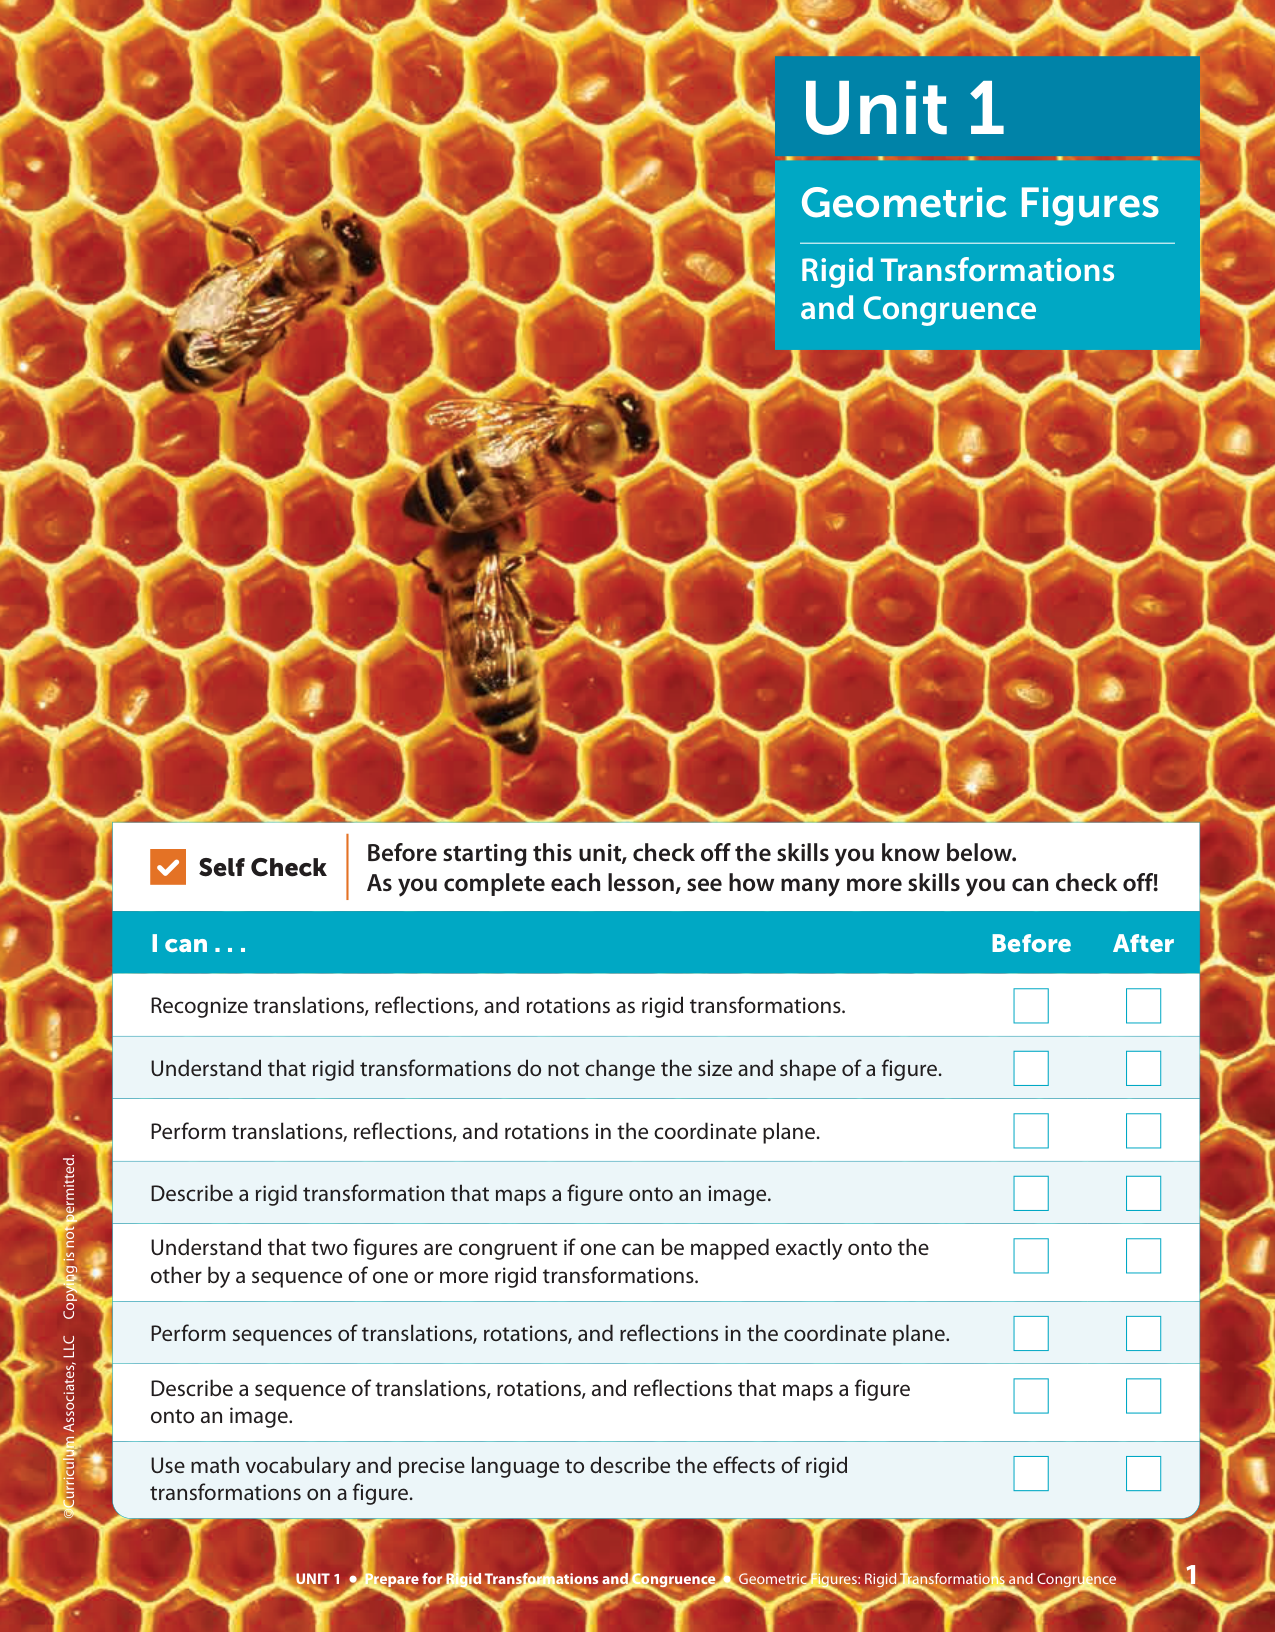 Unit 1
Geometric Figures
Rigid Transformations
and Congruence
Self Check
Before starting this unit, check off the skills you know below.
As you complete each lesson, see how many more skills you can check off!
I can . . . Before After
Recognize translations, reflections, and rotations as rigid transformations.
Understand that rigid transformations do not change the size and shape of a figure.
Perform translations, reflections, and rotations in the coordinate plane.
Describe a rigid transformation that maps a figure onto an image.
Understand that two figures are congruent if one can be mapped exactly onto the
other by a sequence of one or more rigid transformations.
Perform sequences of translations, rotations, and reflections in the coordinate plane.
Describe a sequence of translations, rotations, and reflections that maps a figure
onto an image.
Use math vocabulary and precise language to describe the effects of rigid
transformations on a figure.
©Curriculum Associates, LLC Copying is not permitted.
UNIT 1 • Prepare for Rigid Transformations and Congruence • Geometric Figures: Rigid Transformations and Congruence 1